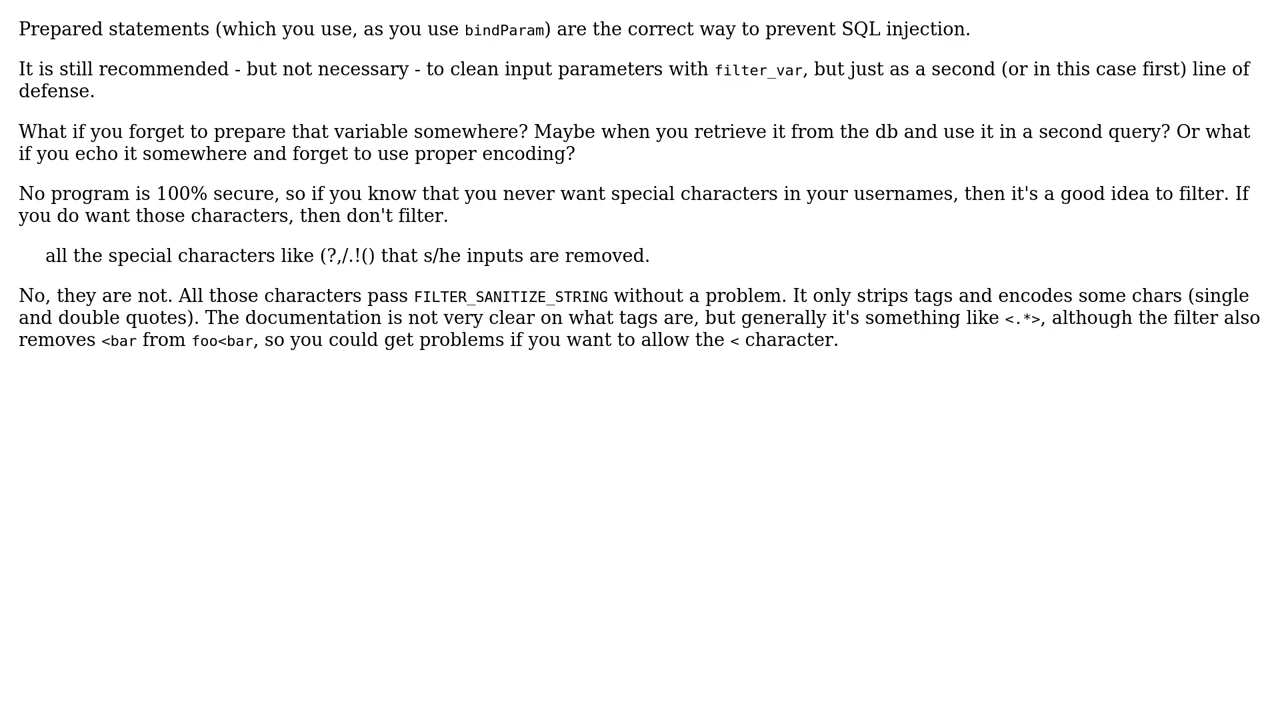 Prepared statements (which you use, as you use bindParam) are the correct way to prevent SQL injection.
It is still recommended - but not necessary - to clean input parameters with filter_var, but just as a second (or in this case first) line of
defense.
What if you forget to prepare that variable somewhere? Maybe when you retrieve it from the db and use it in a second query? Or what
if you echo it somewhere and forget to use proper encoding?
No program is 100% secure, so if you know that you never want special characters in your usernames, then it's a good idea to filter. If
you do want those characters, then don't filter.
all the special characters like (?,/.!() that s/he inputs are removed.
No, they are not. All those characters pass FILTER_SANITIZE_STRING without a problem. It only strips tags and encodes some chars (single
and double quotes). The documentation is not very clear on what tags are, but generally it's something like <.*>, although the filter also
removes <bar from foo<bar, so you could get problems if you want to allow the < character.